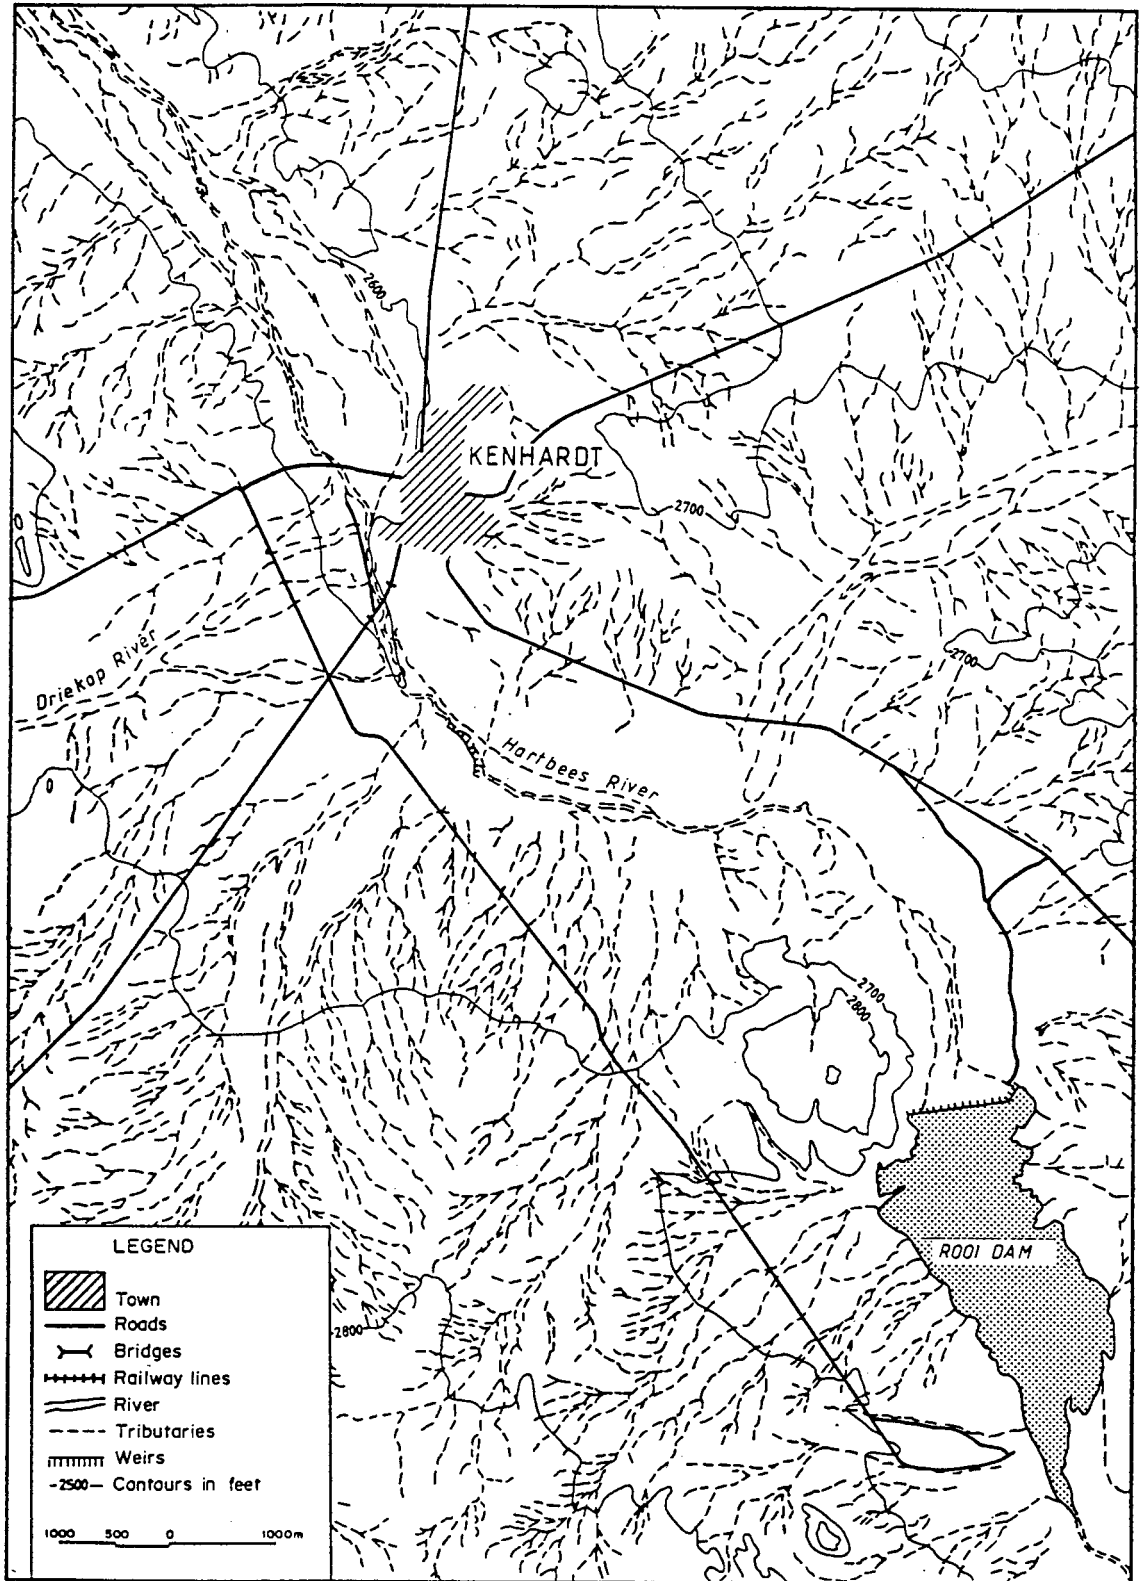 2600
KENHARDT
2700
Driekop River
2700
Hartbees River
2700
2800
ROOI DAM
LEGEND
Town
Roads
Bridges
Railway lines
River
Tributaries
Weirs
-2500- Contours in feet
2800
1000 500 0 1000m